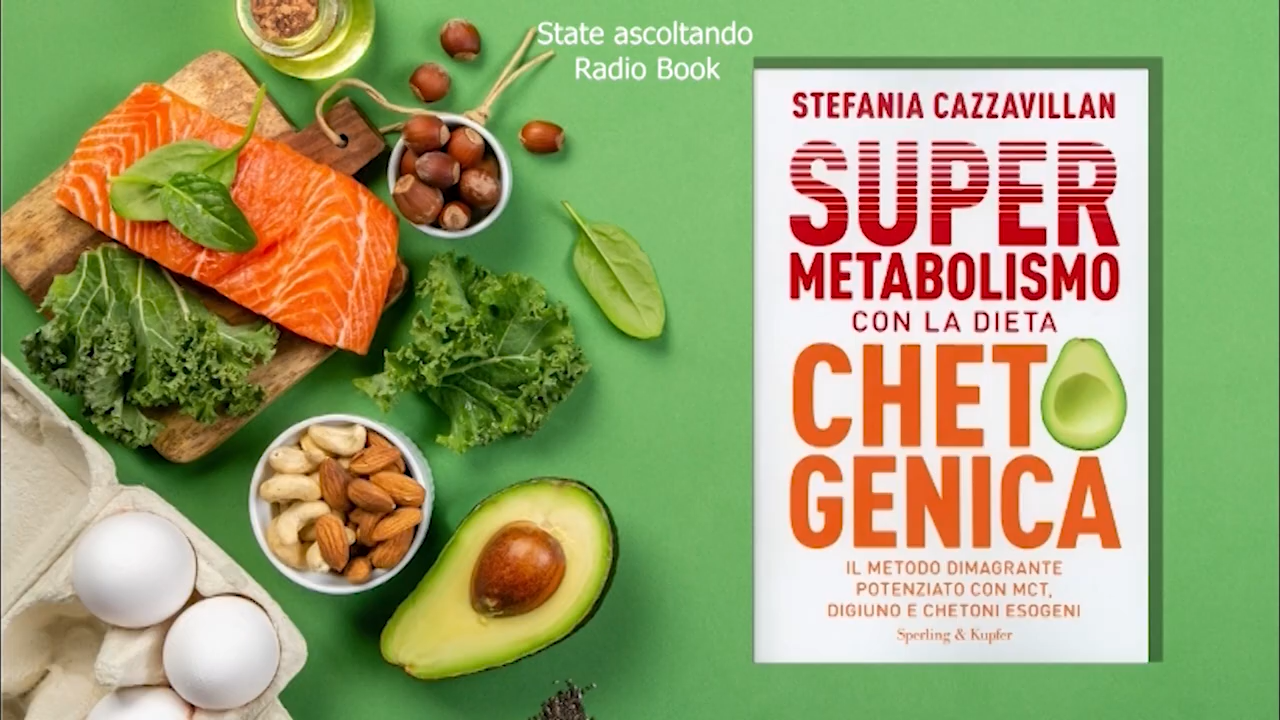 State ascoltando
Radio Book
STEFANIA CAZZAVILLAN
SUPER
METABOLISMO
CON LA DIETA
CHETO
GENICA
IL METODO DIMAGRANTE
POTENZIATO CON MCT,
DIGIUNO E CHETONI ESOGENI
Sperling & Kupfer